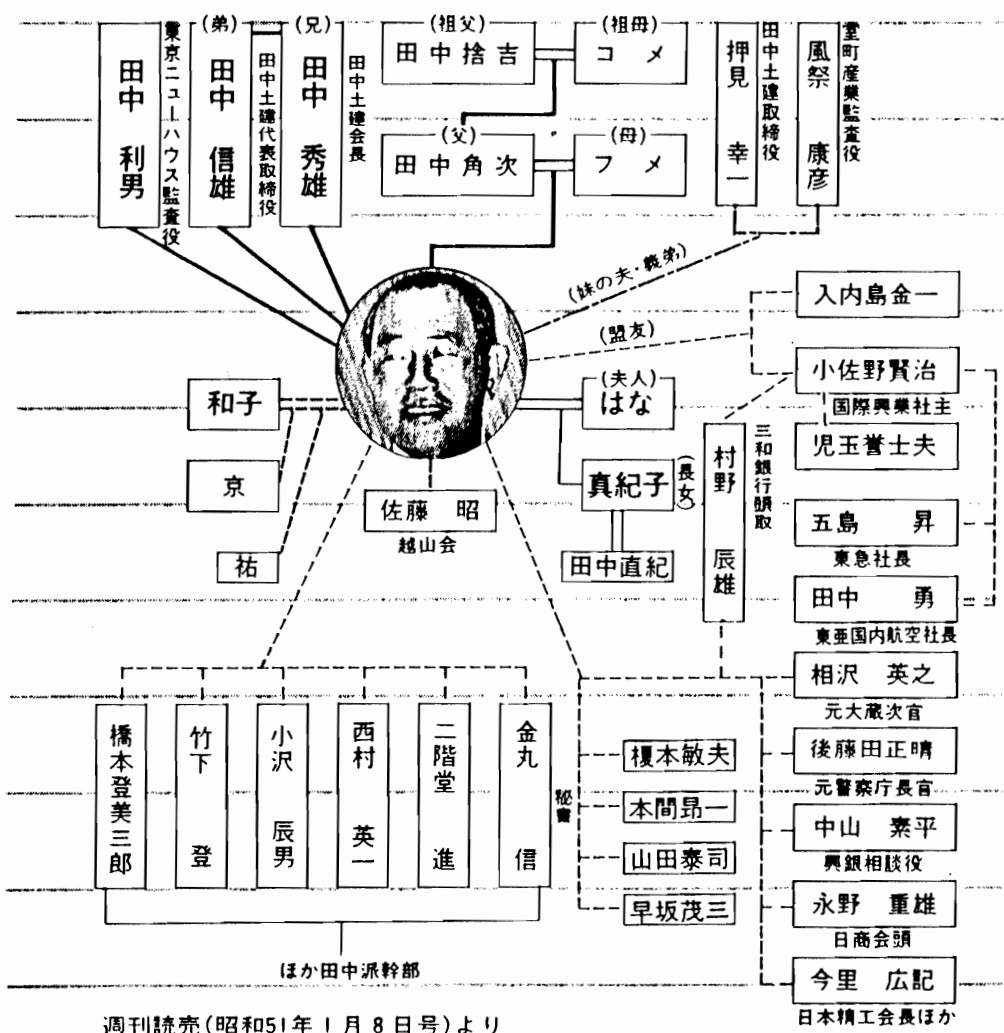 東京ニューハウス監査役
田中 利男
(弟)
田中 信雄
田中土建代表取締役
(兄)
田中 秀雄
田中土建会長
(祖父)
田中捨吉
(祖母)
コメ
(父)
田中角次
(母)
フメ
押見 幸一
田中土建取締役
風祭 康彦
室町産業監査役
(妹の夫・義弟)
(盟友)
入内島金一
小佐野賢治
国際興業社主
児玉誉士夫
五島 昇
東急社長
田中 勇
東亜国内航空社長
和子
京
祐
(夫人)
はな
真紀子
(長女)
田中直紀
佐藤 昭
越山会
村野 辰雄
三和銀行頭取
橋本登美三郎
竹下 登
小沢 辰男
西村 英一
二階堂 進
金丸 信
ほか田中派幹部
秘書
榎本敏夫
本間昂一
山田泰司
早坂茂三
相沢 英之
元大蔵次官
後藤田正晴
元警察庁長官
中山 素平
興銀相談役
永野 重雄
日商会頭
今里 広記
日本精工会長ほか
週刊読売(昭和51年1月8日号)より